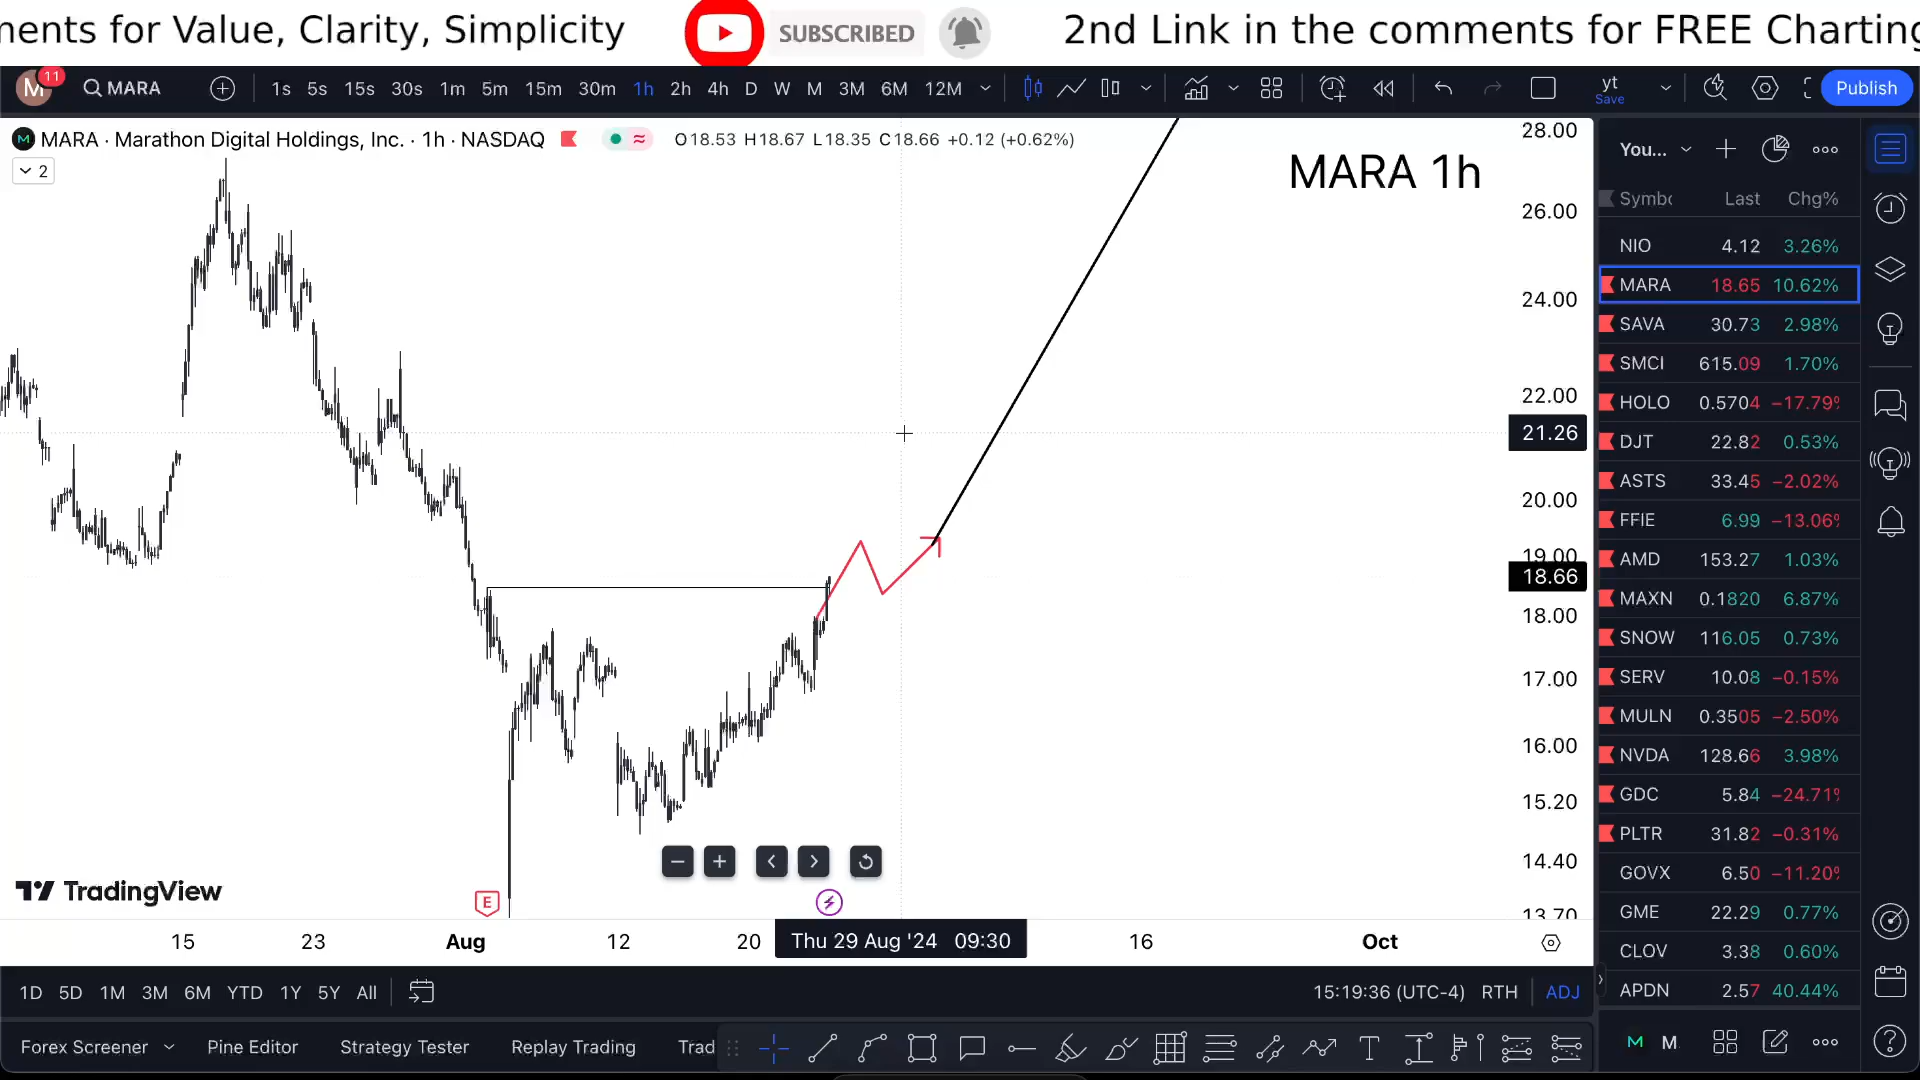 ments for Value, Clarity, Simplicity
SUBSCRIBED
2nd Link in the comments for FREE Charting
M 11 MARA 1s 5s 15s 30s 1m 5m 15m 30m 1h 2h 4h D W M 3M 6M 12M yt Save Publish
MARA · Marathon Digital Holdings, Inc. · 1h · NASDAQ O18.53 H18.67 L18.35 C18.66 +0.12 (+0.62%)
2
MARA 1h
28.00
26.00
24.00
22.00
21.26
20.00
19.00
18.66
18.00
17.00
16.00
15.20
14.40
13.70
E
TradingView
15 23 Aug 12 20 Thu 29 Aug '24 09:30 16 Oct
1D 5D 1M 3M 6M YTD 1Y 5Y All 15:19:36 (UTC-4) RTH ADJ
Forex Screener Pine Editor Strategy Tester Replay Trading Trad
You...
Symbo Last Chg%
NIO 4.12 3.26%
MARA 18.65 10.62%
SAVA 30.73 2.98%
SMCI 615.09 1.70%
HOLO 0.5704 −17.79%
DJT 22.82 0.53%
ASTS 33.45 −2.02%
FFIE 6.99 −13.06%
AMD 153.27 1.03%
MAXN 0.1820 6.87%
SNOW 116.05 0.73%
SERV 10.08 −0.15%
MULN 0.3505 −2.50%
NVDA 128.66 3.98%
GDC 5.84 −24.71%
PLTR 31.82 −0.31%
GOVX 6.50 −11.20%
GME 22.29 0.77%
CLOV 3.38 0.60%
APDN 2.57 40.44%
M M